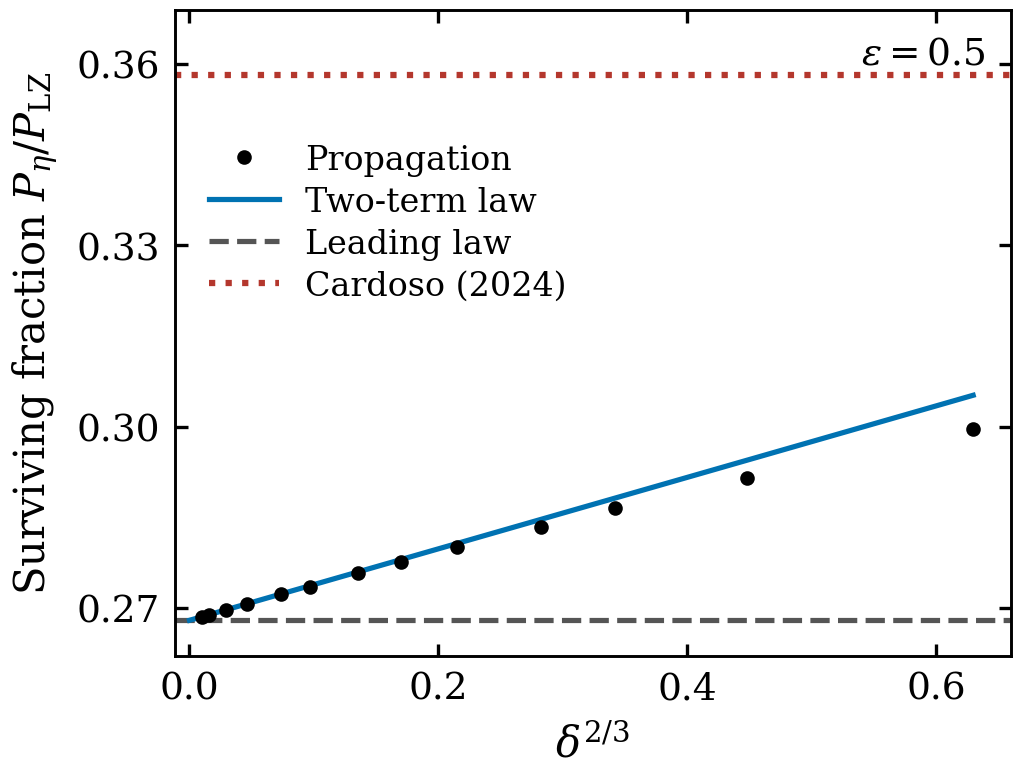 ε = 0.5
Surviving fraction P_η/P_LZ
0.36
0.33
0.30
0.27
Propagation
Two-term law
Leading law
Cardoso (2024)
0.0 0.2 0.4 0.6
δ^{2/3}